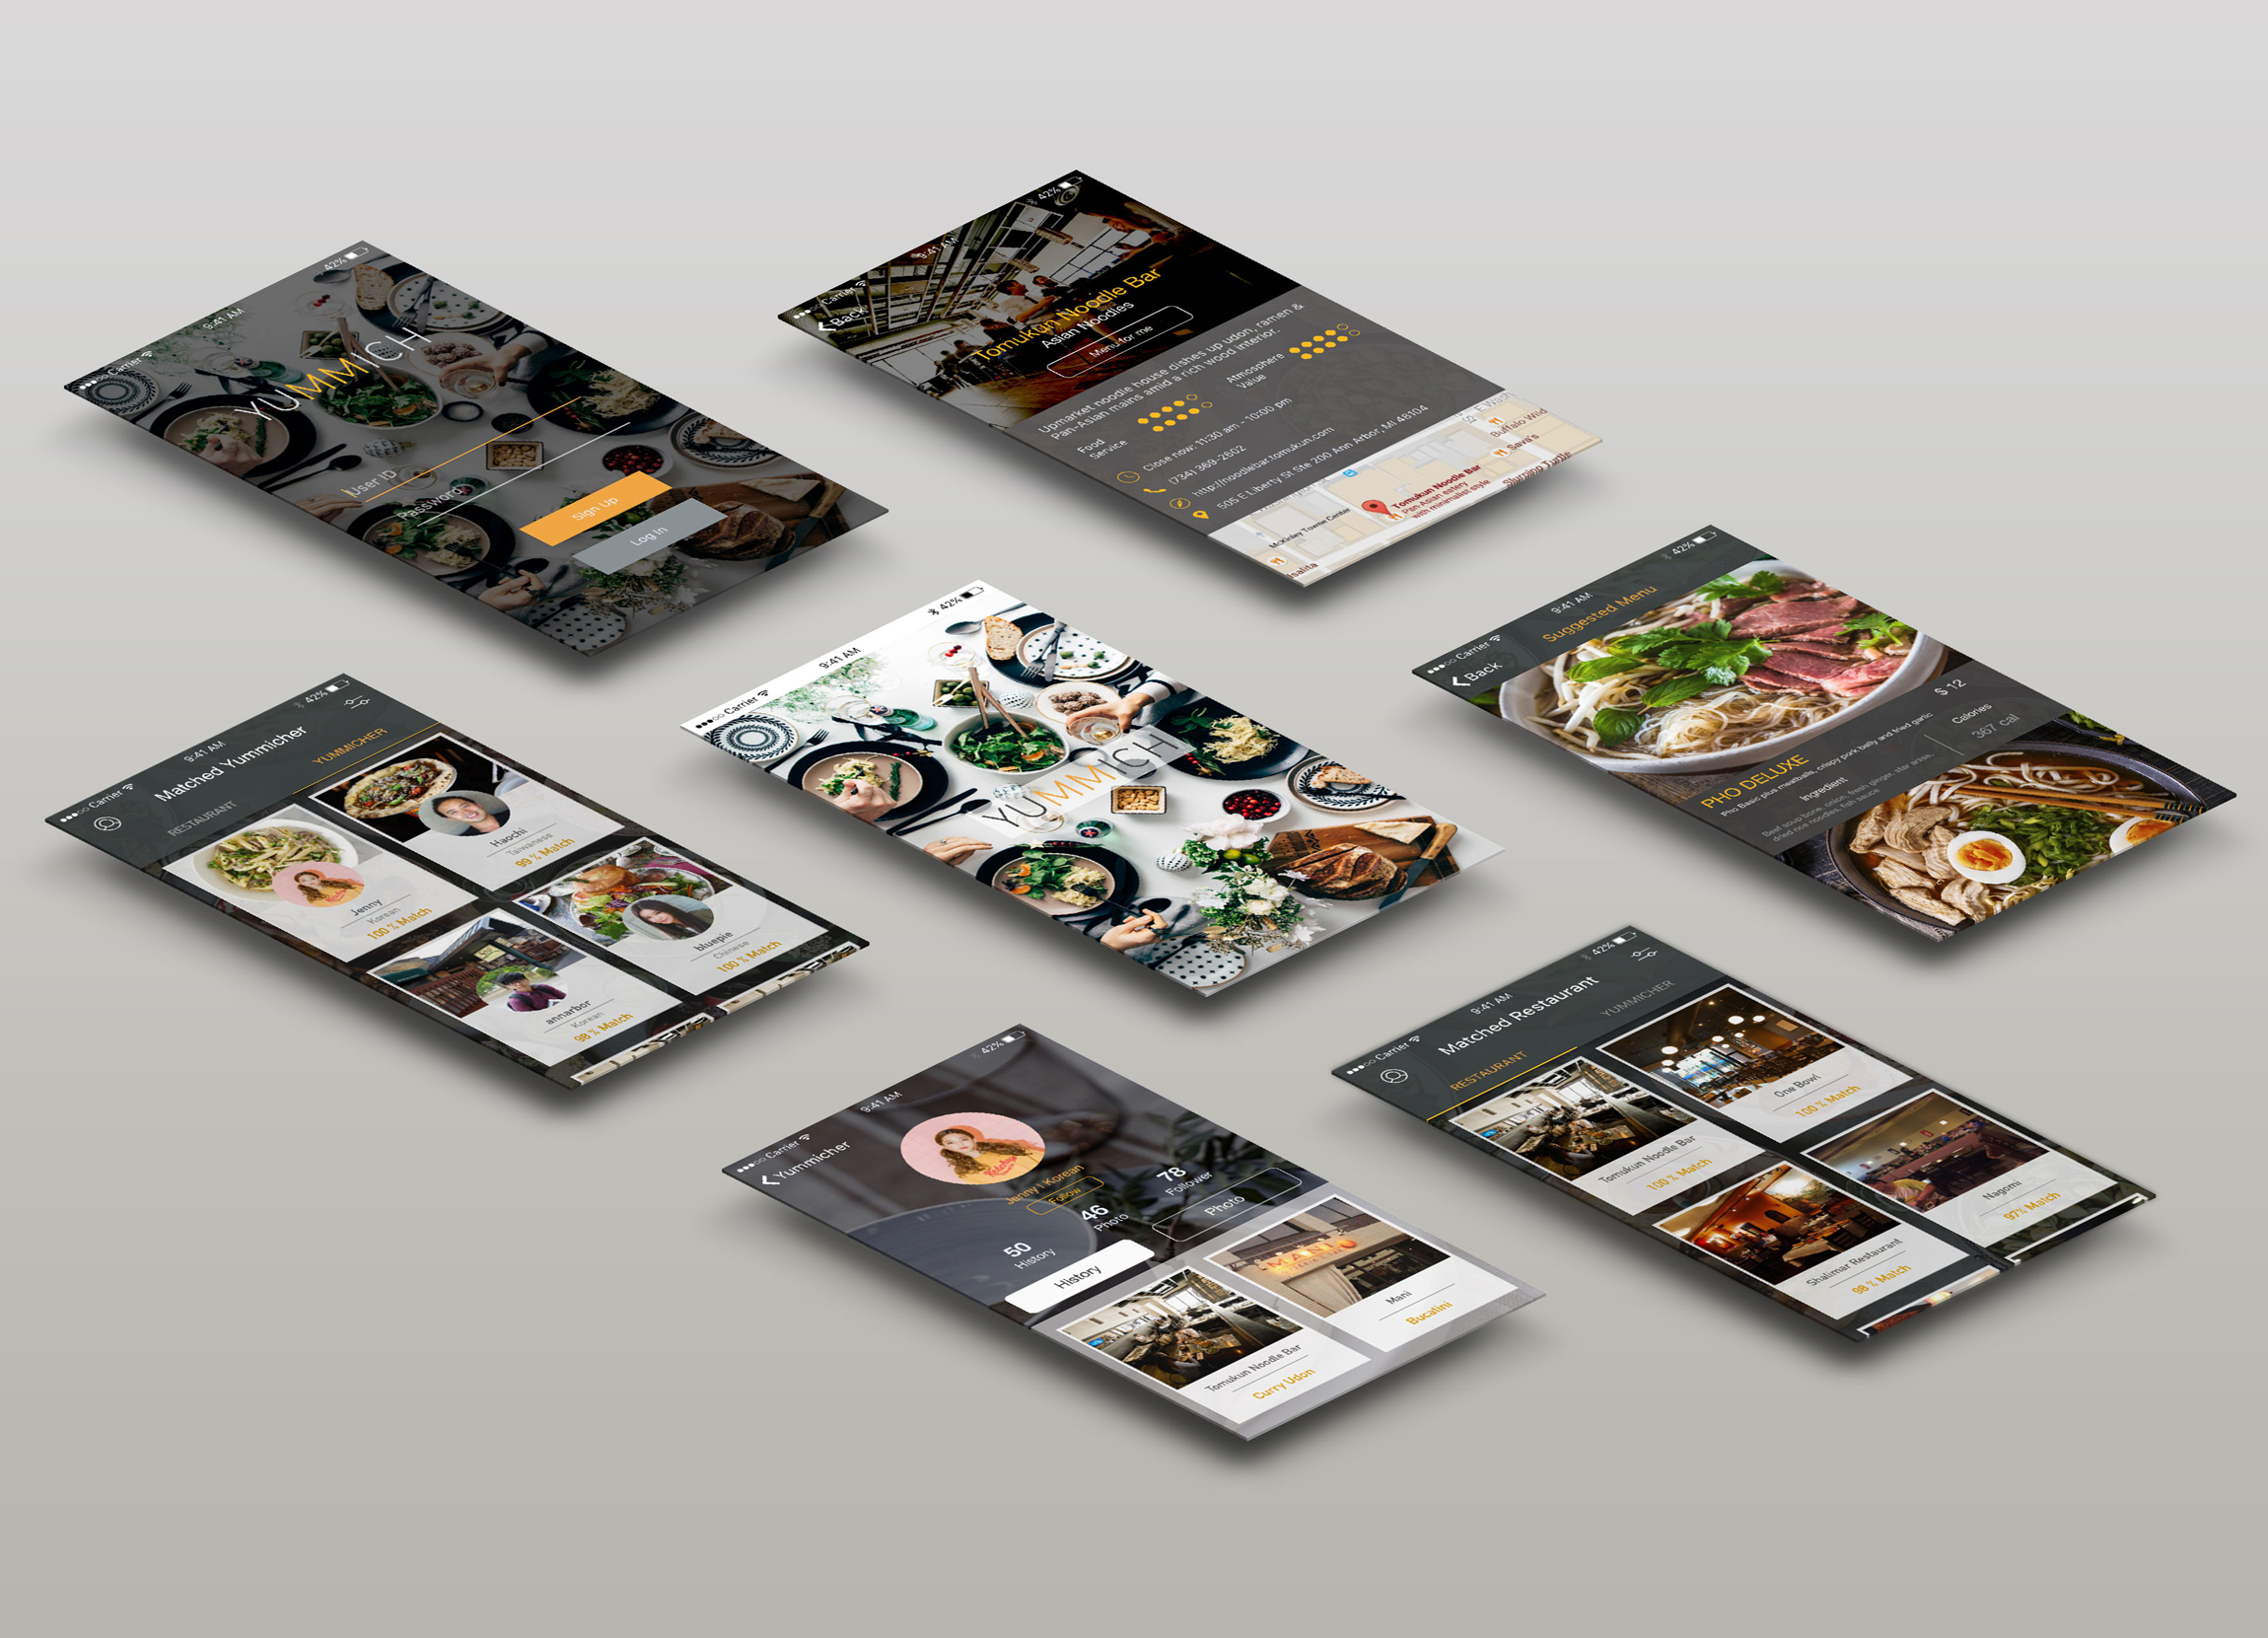 Carrier 9:41 AM 42%
YUMMICH
User ID
Password
Sign Up
Log In
Carrier 9:41 AM 42%
Back
Tomukun Noodle Bar
Asian Noodles
Menu for me
Upmarket noodle house dishes up udon, ramen &
Pan-Asian mains amid a rich wood interior.
Food
Service
Atmosphere
Value
Close now: 11:30 am - 10:00 pm
(734) 369-2602
http://noodlebar.tomukun.com
505 E Liberty St Ste 200 Ann Arbor, MI 48104
E Wash
Buffalo Wild
Sava's
Slurping Turtle
Tomukun Noodle Bar
Pan-Asian eatery
with minimalist style
McKinley Towne Center
Isalita
Carrier 9:41 AM 42%
Back
Suggested Menu
PHO DELUXE
$ 12
Pho Basic plus meatballs, crispy pork belly and fried garlic
Ingredient
Beef soup bone, onion, fresh ginger, star anise,
dried rice noodles, fish sauce
Calories
367 cal
Carrier 9:41 AM 42%
YUMMICH
Carrier 9:41 AM 42%
Matched Yummicher
RESTAURANT
YUMMICHER
Jenny
Korean
100 % Match
Haochi
Taiwanese
99 % Match
annarbor
Korean
98 % Match
bluepie
Chinese
100 % Match
Carrier 9:41 AM 42%
Yummicher
Jenny | Korean
Follow
50
History
46
Photo
78
Follower
History
Photo
Tomukun Noodle Bar
Curry Udon
MANI
Mani
Bucatini
Carrier 9:41 AM 42%
Matched Restaurant
RESTAURANT
YUMMICHER
Tomukun Noodle Bar
100 % Match
One Bowl
100 % Match
Shalimar Restaurant
98 % Match
Nagomi
97% Match